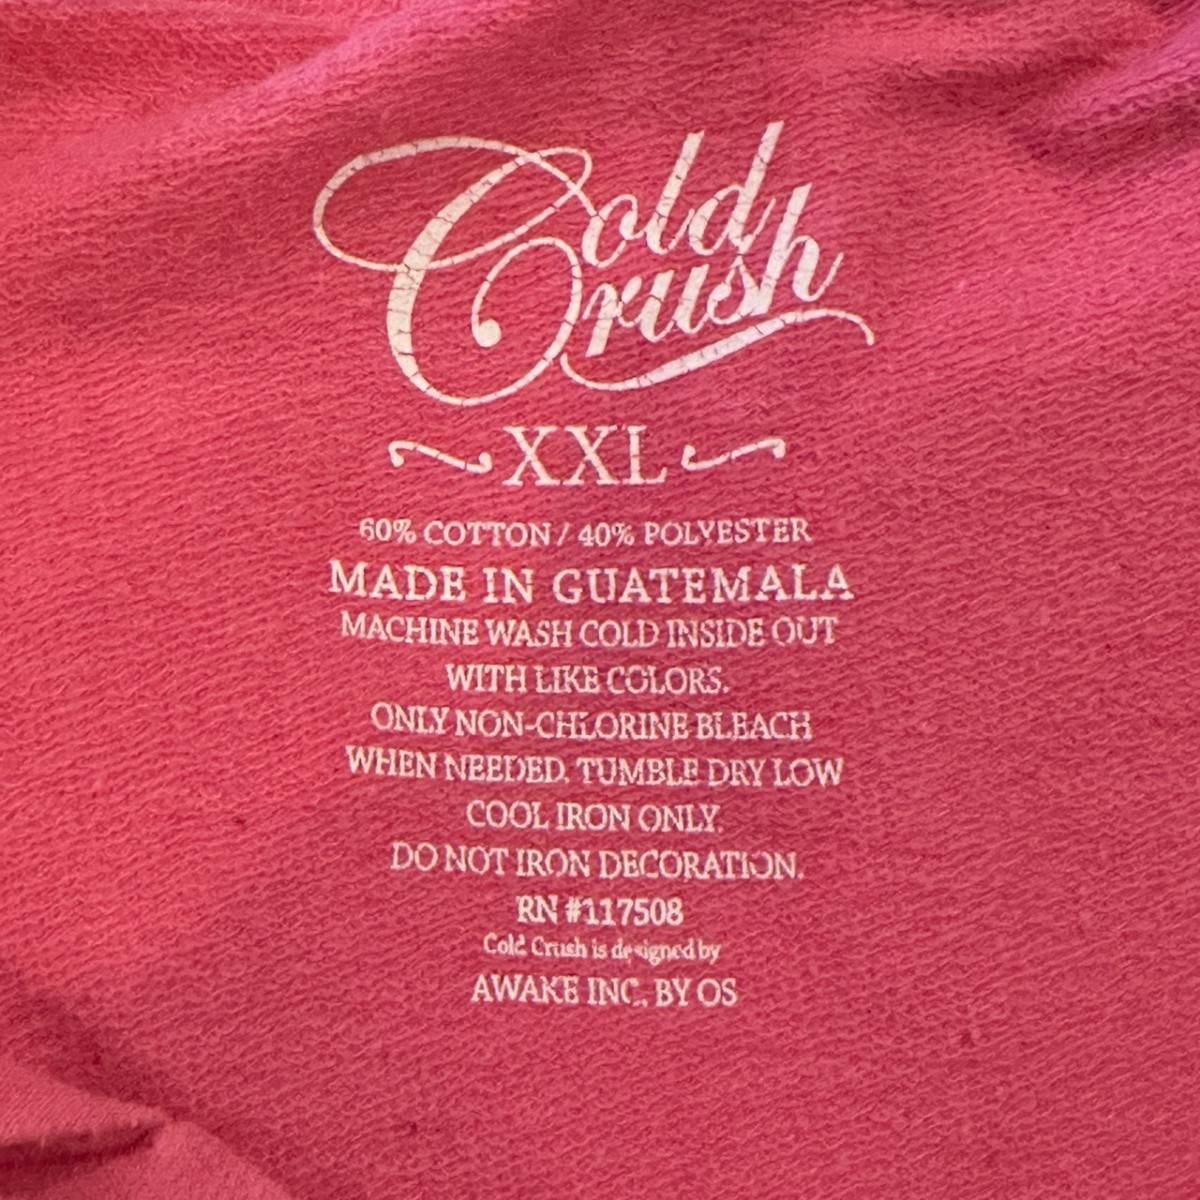 Cold
Crush
XXL
60% COTTON / 40% POLYESTER
MADE IN GUATEMALA
MACHINE WASH COLD INSIDE OUT
WITH LIKE COLORS.
ONLY NON-CHLORINE BLEACH
WHEN NEEDED. TUMBLE DRY LOW
COOL IRON ONLY.
DO NOT IRON DECORATION.
RN #117508
Cold Crush is designed by
AWAKE INC. BY OS